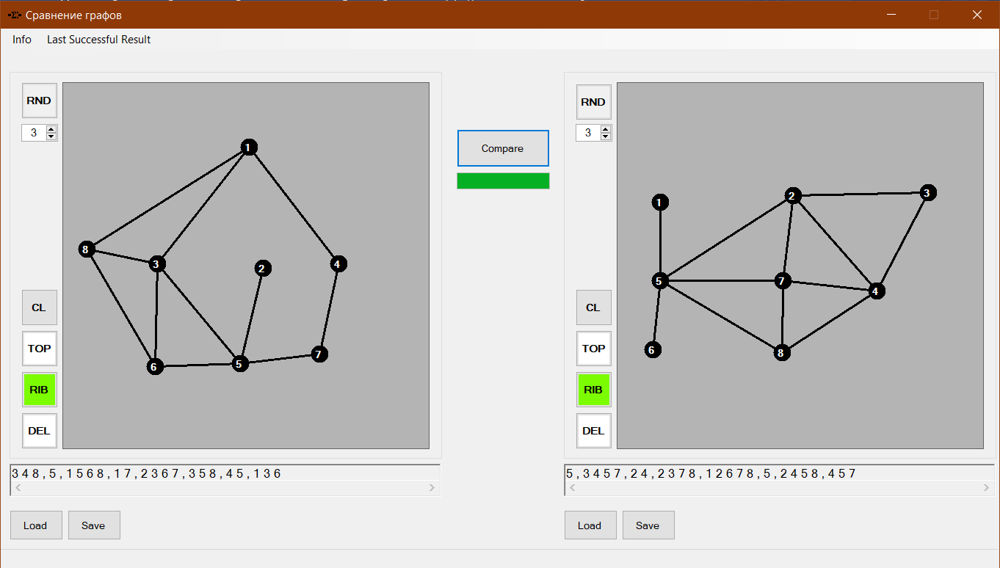 Сравнение графов
Info Last Successful Result
RND
3
CL
TOP
RIB
DEL
1
8
3
2
4
6
5
7
3 4 8 , 5 , 1 5 6 8 , 1 7 , 2 3 6 7 , 3 5 8 , 4 5 , 1 3 6
Load Save
Compare
RND
3
CL
TOP
RIB
DEL
1
2
3
5
7
4
6
8
5 , 3 4 5 7 , 2 4 , 2 3 7 8 , 1 2 6 7 8 , 5 , 2 4 5 8 , 4 5 7
Load Save